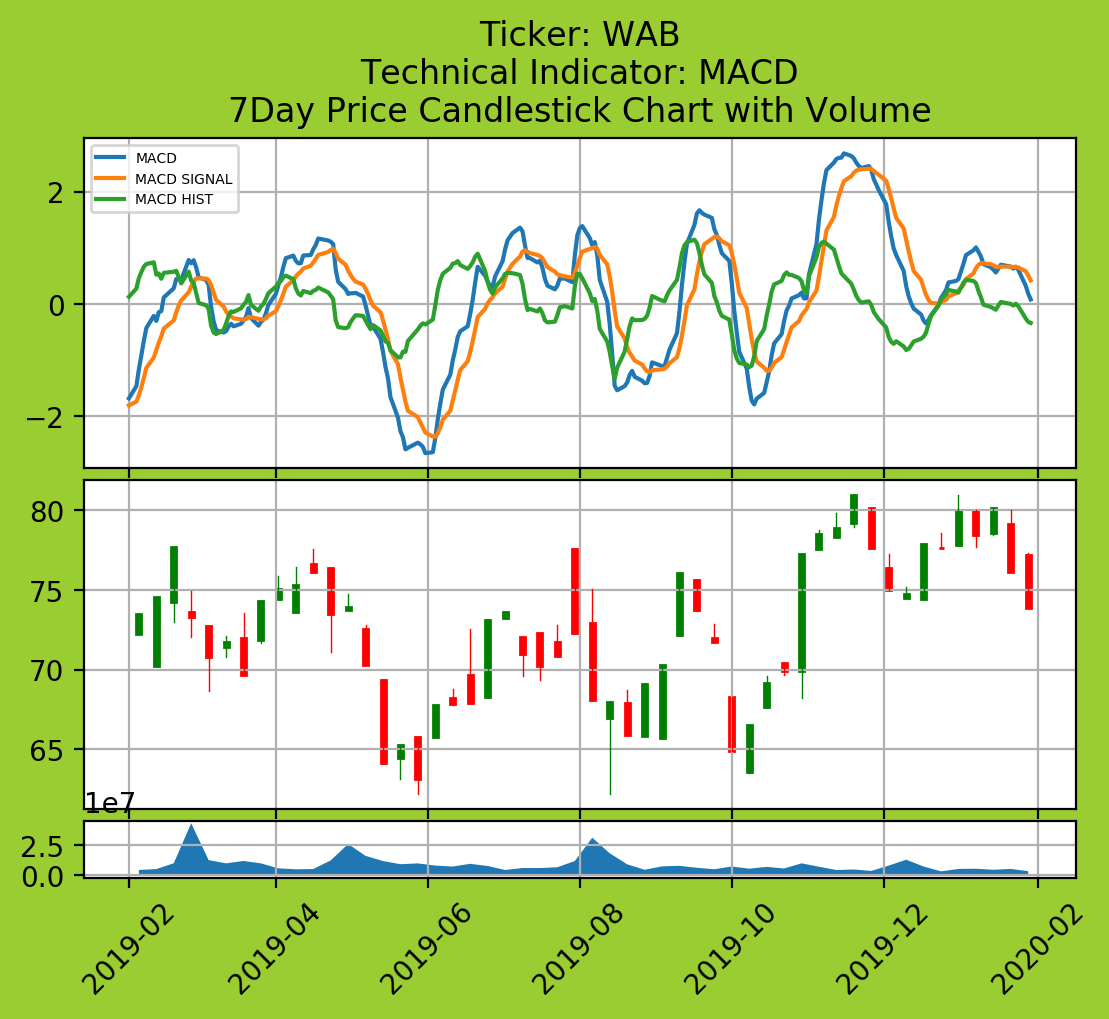 Ticker: WAB
Technical Indicator: MACD
7Day Price Candlestick Chart with Volume
MACD
MACD SIGNAL
MACD HIST
2
0
−2
80
75
70
65
1e7
2.5
0.0
2019-02
2019-04
2019-06
2019-08
2019-10
2019-12
2020-02